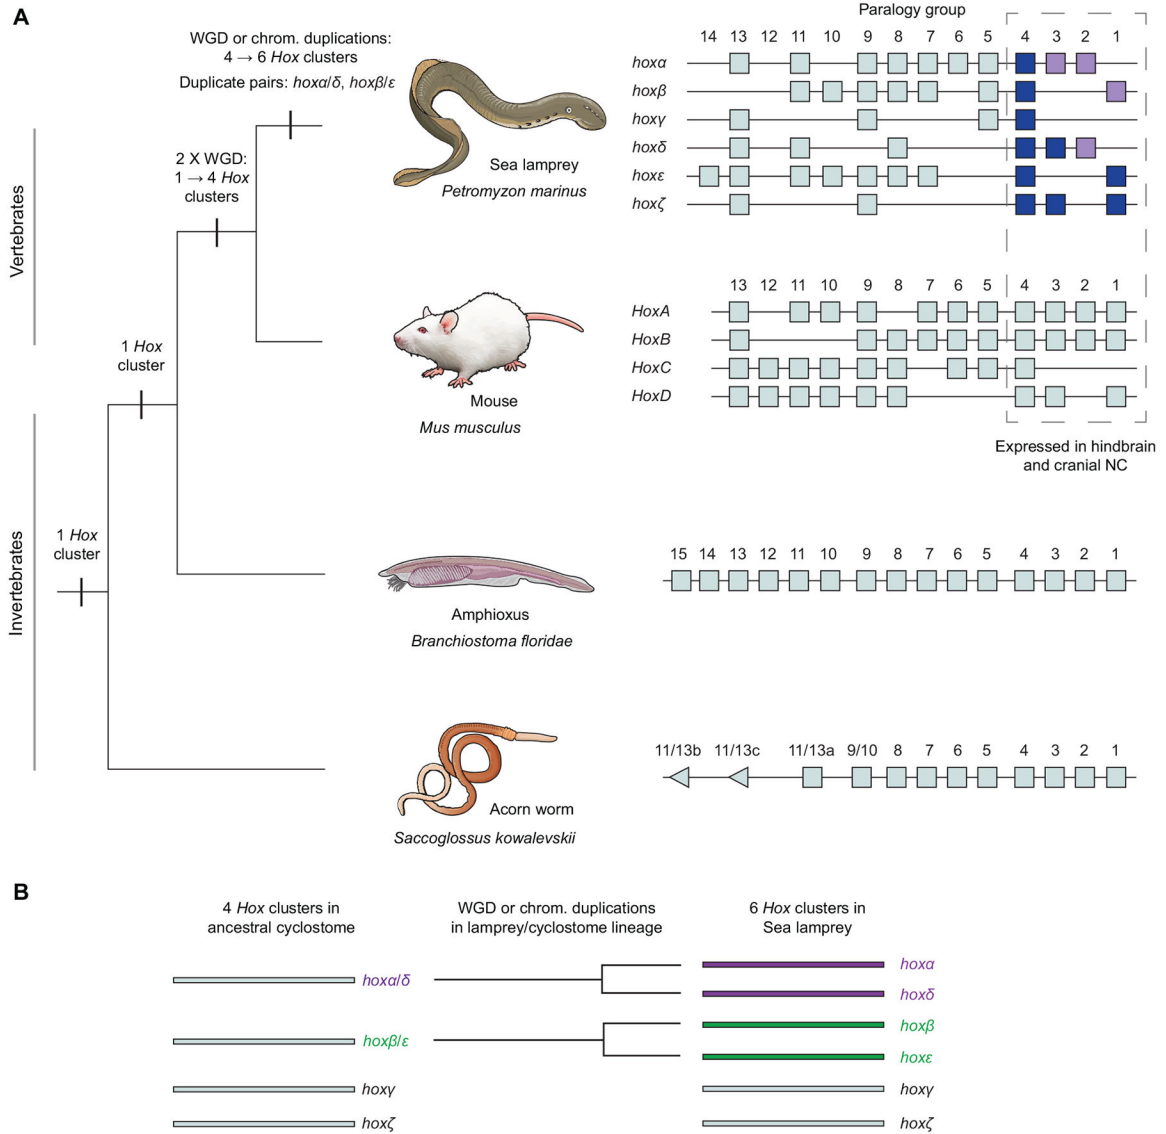 A
WGD or chrom. duplications:
4 → 6 Hox clusters
Duplicate pairs: hoxα/δ, hoxβ/ε
2 X WGD:
1 → 4 Hox
clusters
1 Hox
cluster
1 Hox
cluster
Vertebrates
Invertebrates
Sea lamprey
Petromyzon marinus
Mouse
Mus musculus
Amphioxus
Branchiostoma floridae
Acorn worm
Saccoglossus kowalevskii
Paralogy group
14 13 12 11 10 9 8 7 6 5 4 3 2 1
hoxα
hoxβ
hoxγ
hoxδ
hoxε
hoxζ
13 12 11 10 9 8 7 6 5 4 3 2 1
HoxA
HoxB
HoxC
HoxD
Expressed in hindbrain
and cranial NC
15 14 13 12 11 10 9 8 7 6 5 4 3 2 1
11/13b 11/13c 11/13a 9/10 8 7 6 5 4 3 2 1
B
4 Hox clusters in
ancestral cyclostome
WGD or chrom. duplications
in lamprey/cyclostome lineage
6 Hox clusters in
Sea lamprey
hoxα/δ
hoxβ/ε
hoxγ
hoxζ
hoxα
hoxδ
hoxβ
hoxε
hoxγ
hoxζ